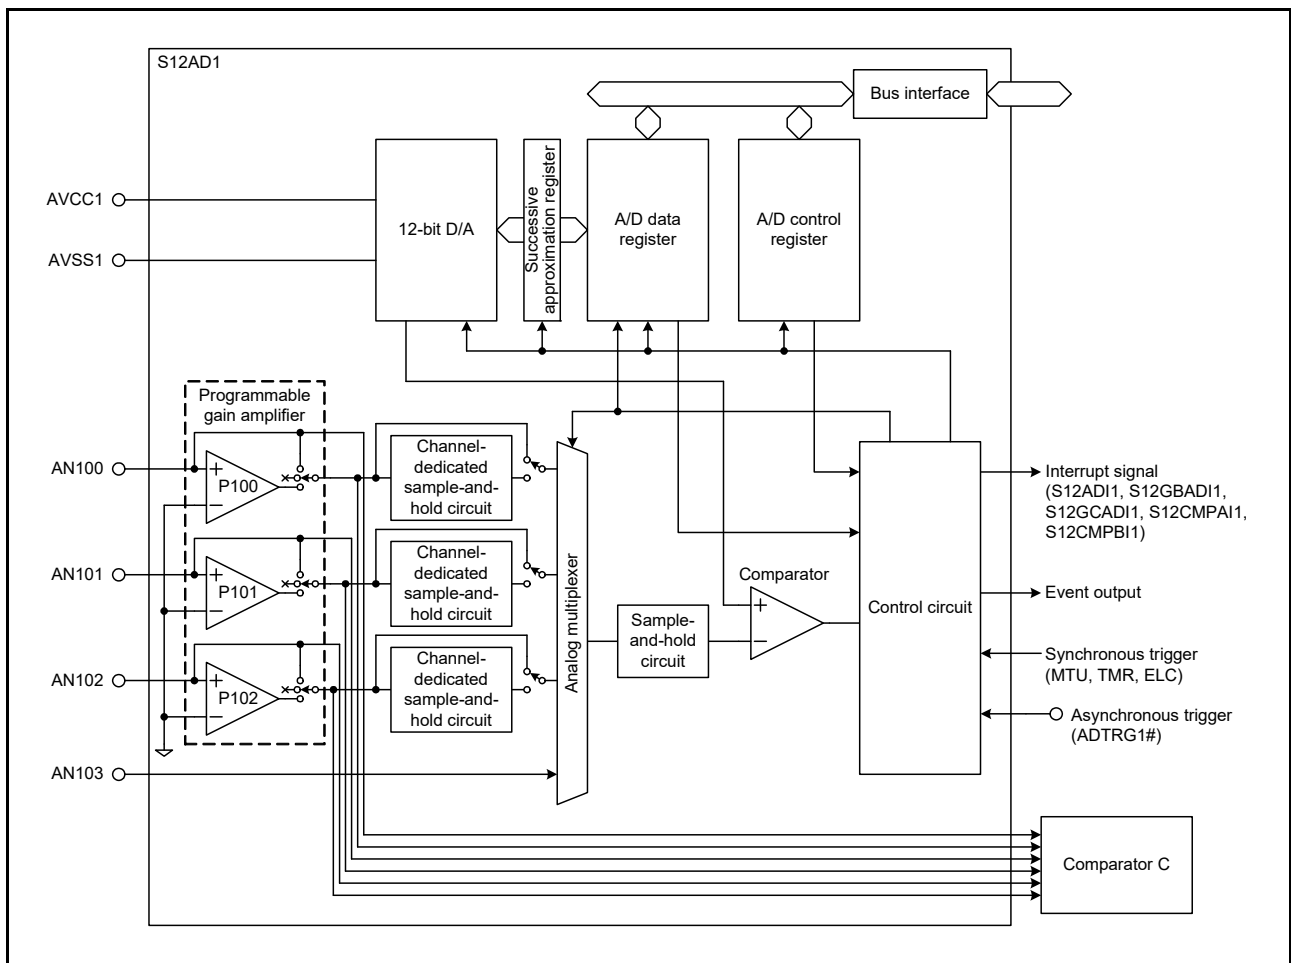 S12AD1
Bus interface
AVCC1
AVSS1
12-bit D/A
Successive
approximation register
A/D data
register
A/D control
register
Programmable
gain amplifier
AN100
+
P100
−
Channel-
dedicated
sample-and-
hold circuit
AN101
+
P101
−
Channel-
dedicated
sample-and-
hold circuit
AN102
+
P102
−
Channel-
dedicated
sample-and-
hold circuit
AN103
Analog multiplexer
Sample-
and-hold
circuit
Comparator
+
−
Control circuit
Interrupt signal
(S12ADI1, S12GBADI1,
S12GCADI1, S12CMPAI1,
S12CMPBI1)
Event output
Synchronous trigger
(MTU, TMR, ELC)
Asynchronous trigger
(ADTRG1#)
Comparator C